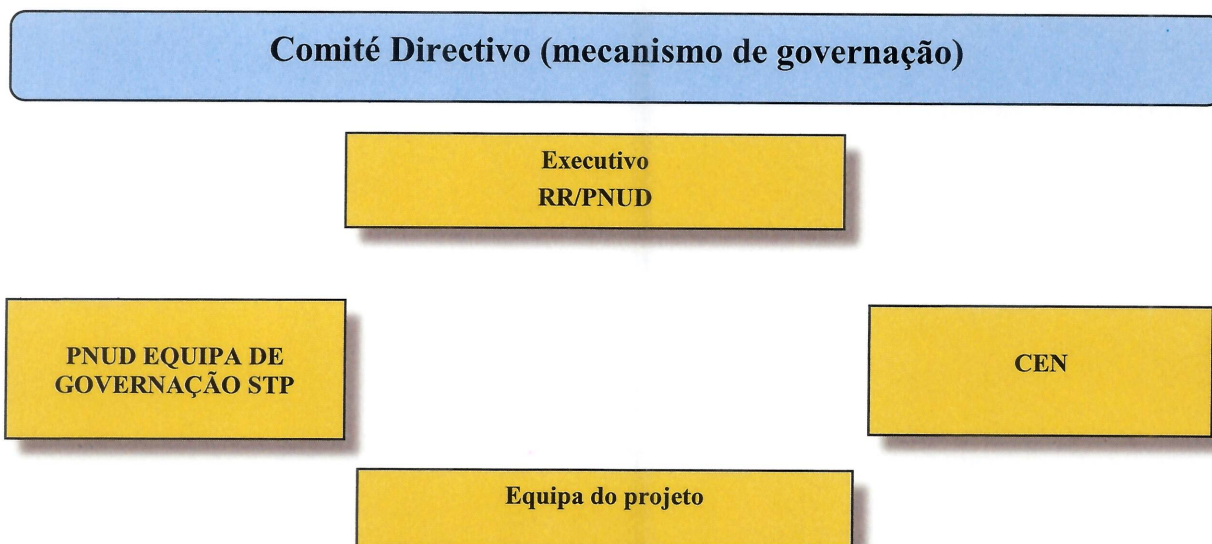 Comité Directivo (mecanismo de governação)
Executivo
RR/PNUD
PNUD EQUIPA DE
GOVERNAÇÃO STP
CEN
Equipa do projeto